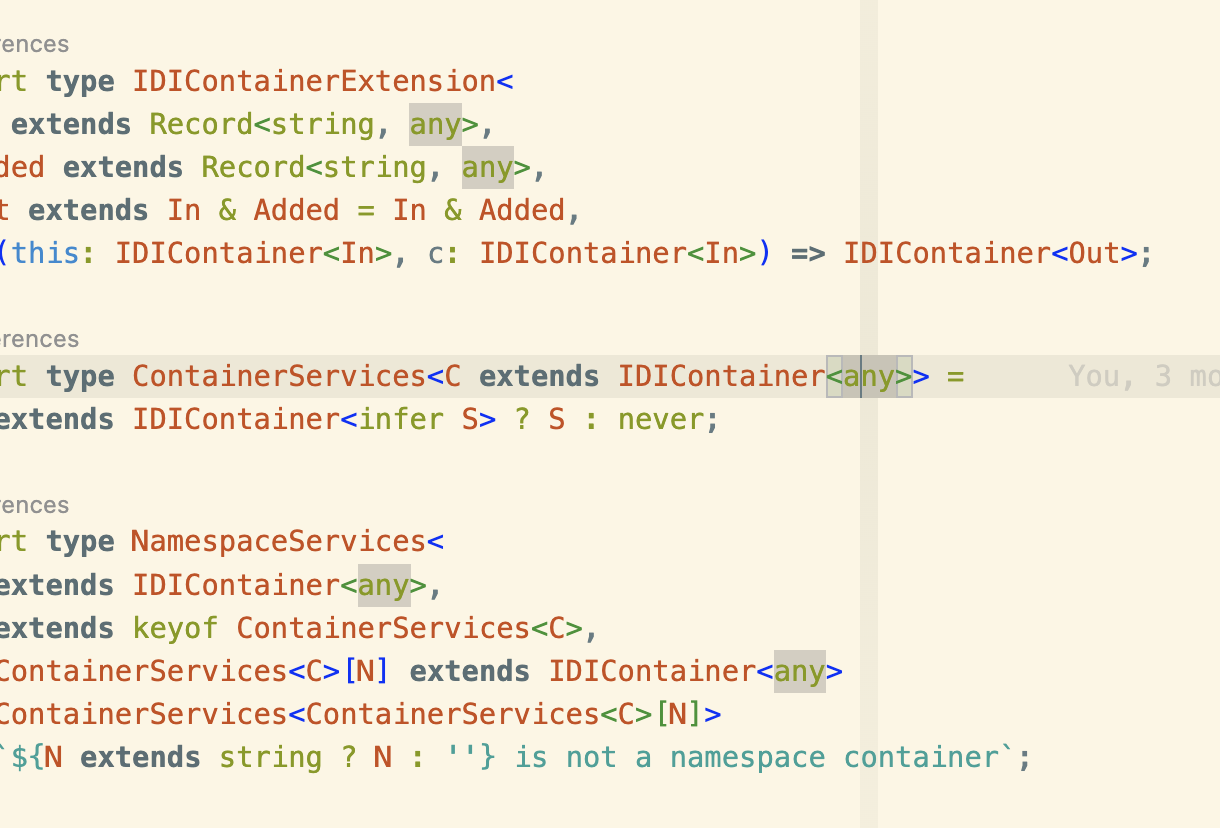 rences
rt type IDIContainerExtension<
extends Record<string, any>,
ded extends Record<string, any>,
t extends In & Added = In & Added,
(this: IDIContainer<In>, c: IDIContainer<In>) => IDIContainer<Out>;
erences
rt type ContainerServices<C extends IDIContainer<any>> = You, 3 mo
extends IDIContainer<infer S> ? S : never;
rences
rt type NamespaceServices<
extends IDIContainer<any>,
extends keyof ContainerServices<C>,
ContainerServices<C>[N] extends IDIContainer<any>
ContainerServices<ContainerServices<C>[N]>
`${N extends string ? N : ''} is not a namespace container`;